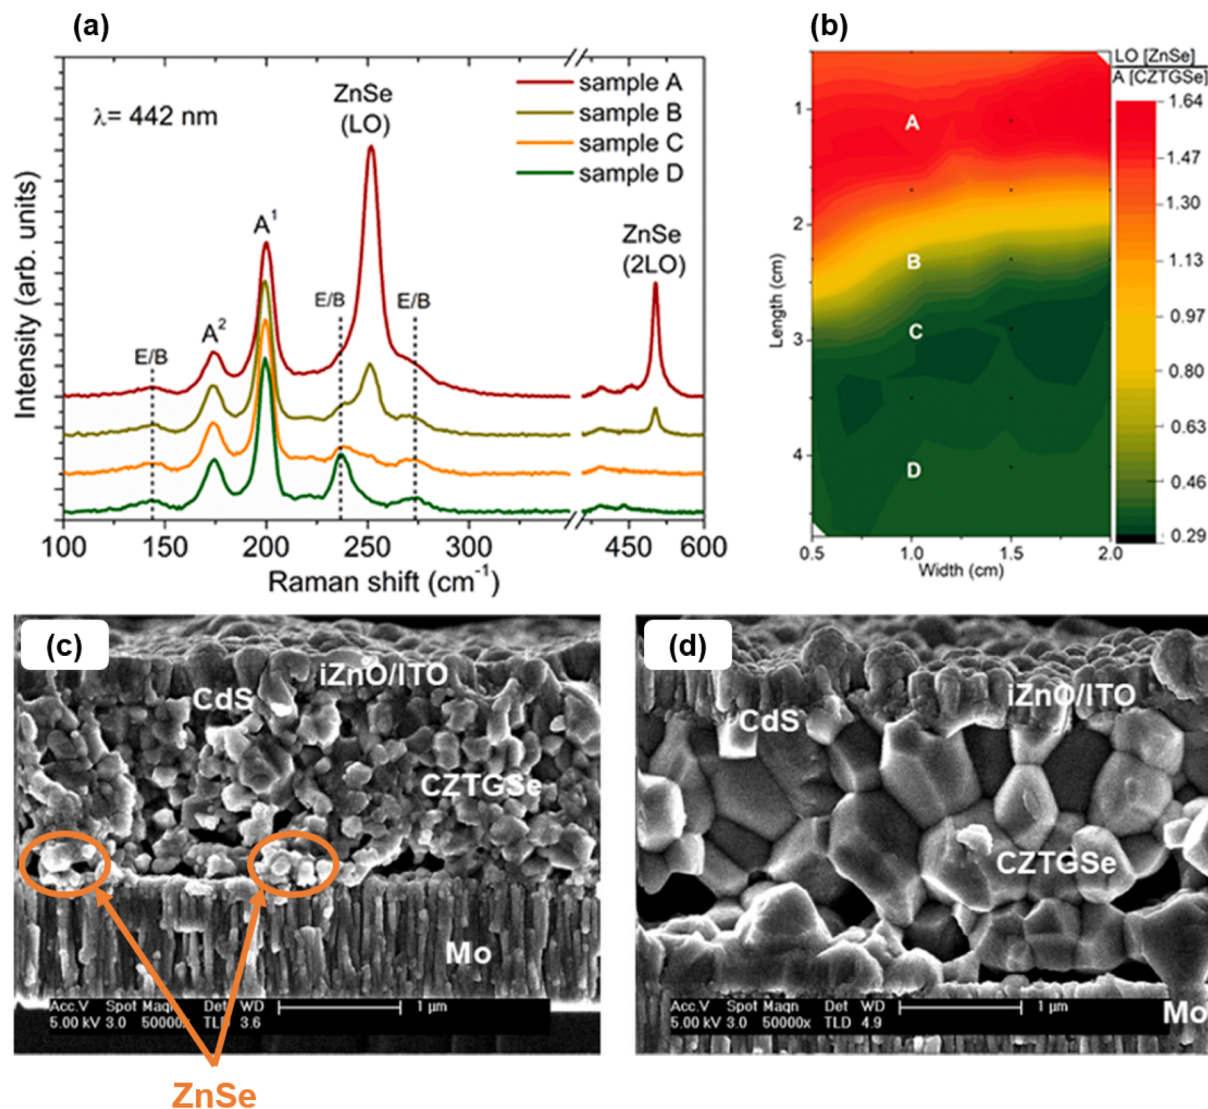 (a)
λ= 442 nm
ZnSe
(LO)
sample A
sample B
sample C
sample D
A¹
A²
E/B
E/B
E/B
ZnSe
(2LO)
Intensity (arb. units)
100 150 200 250 300 450 600
Raman shift (cm⁻¹)
(b)
LO [ZnSe]
A [CZTGSe]
1.64
1.47
1.30
1.13
0.97
0.80
0.63
0.46
0.29
A
B
C
D
1
2
3
4
Length (cm)
0.5 1.0 1.5 2.0
Width (cm)
(c)
iZnO/ITO
CdS
CZTGSe
Mo
Acc.V Spot Magn Det WD 1 µm
5.00 kV 3.0 50000x TLD 3.6
ZnSe
(d)
iZnO/ITO
CdS
CZTGSe
Mo
Acc.V Spot Magn Det WD 1 µm
5.00 kV 3.0 50000x TLD 4.9